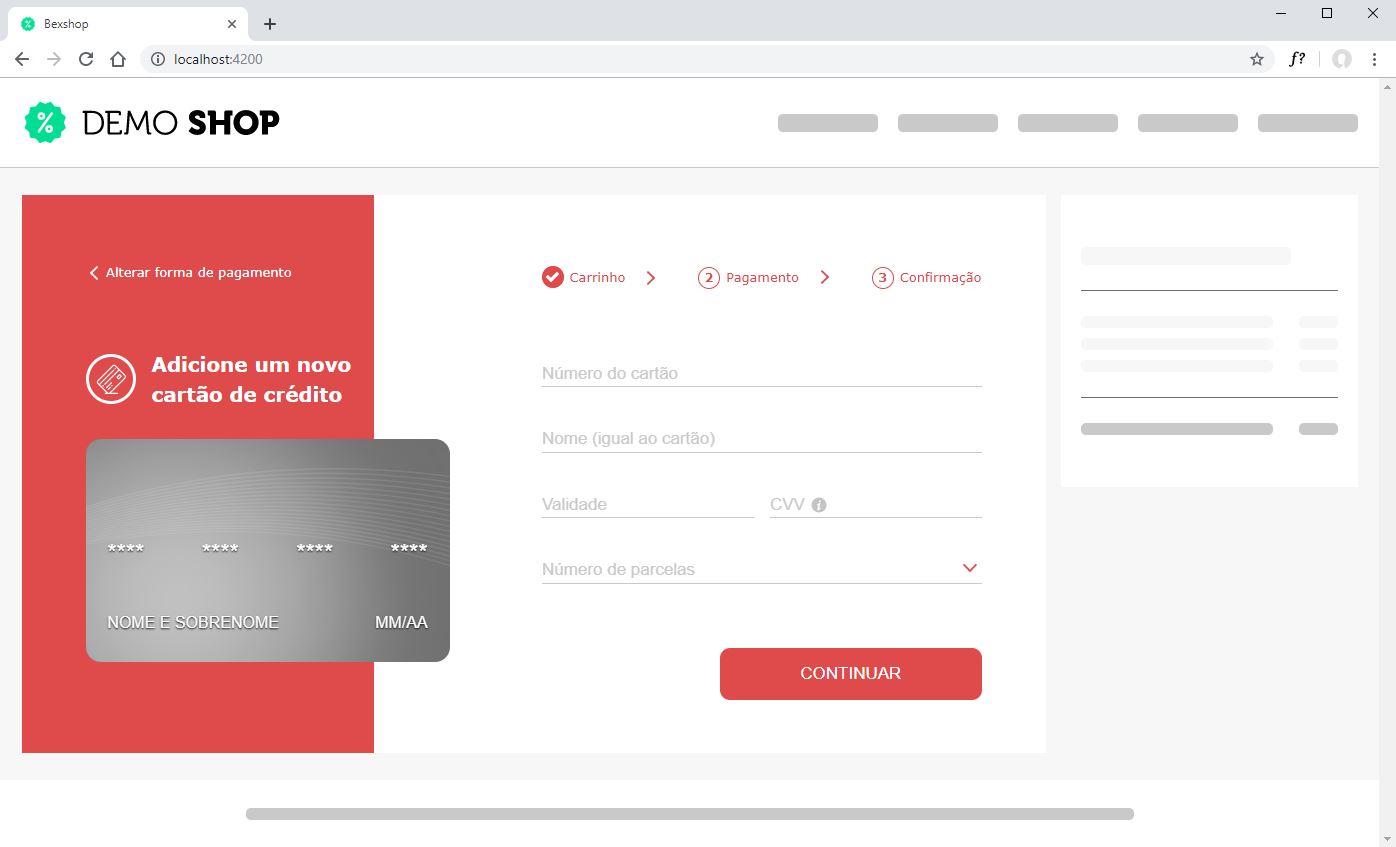 Bexshop
localhost:4200
f?
%
DEMO SHOP
Alterar forma de pagamento
Adicione um novo
cartão de crédito
**** **** **** ****
NOME E SOBRENOME MM/AA
Carrinho 2 Pagamento 3 Confirmação
Número do cartão
Nome (igual ao cartão)
Validade CVV i
Número de parcelas
CONTINUAR